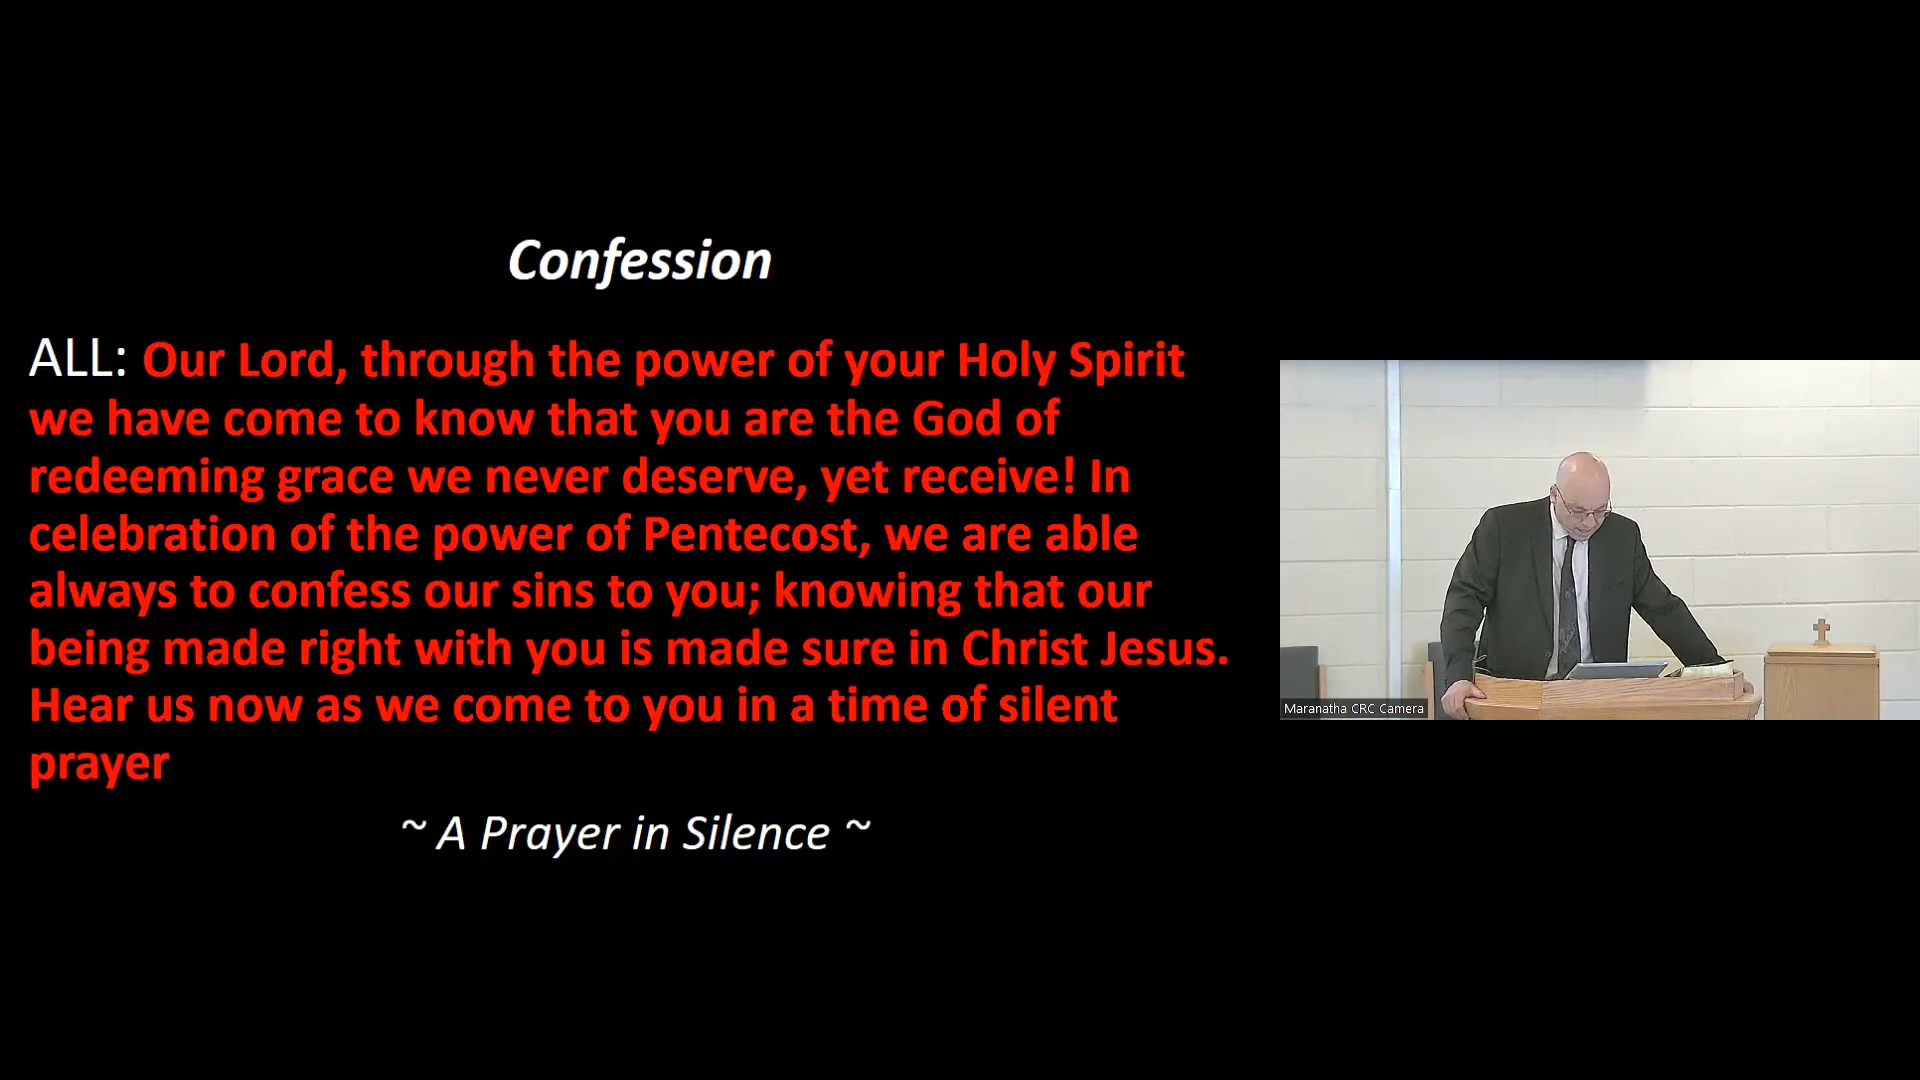 Confession
ALL: Our Lord, through the power of your Holy Spirit
we have come to know that you are the God of
redeeming grace we never deserve, yet receive! In
celebration of the power of Pentecost, we are able
always to confess our sins to you; knowing that our
being made right with you is made sure in Christ Jesus.
Hear us now as we come to you in a time of silent
prayer
~ A Prayer in Silence ~
Maranatha CRC Camera